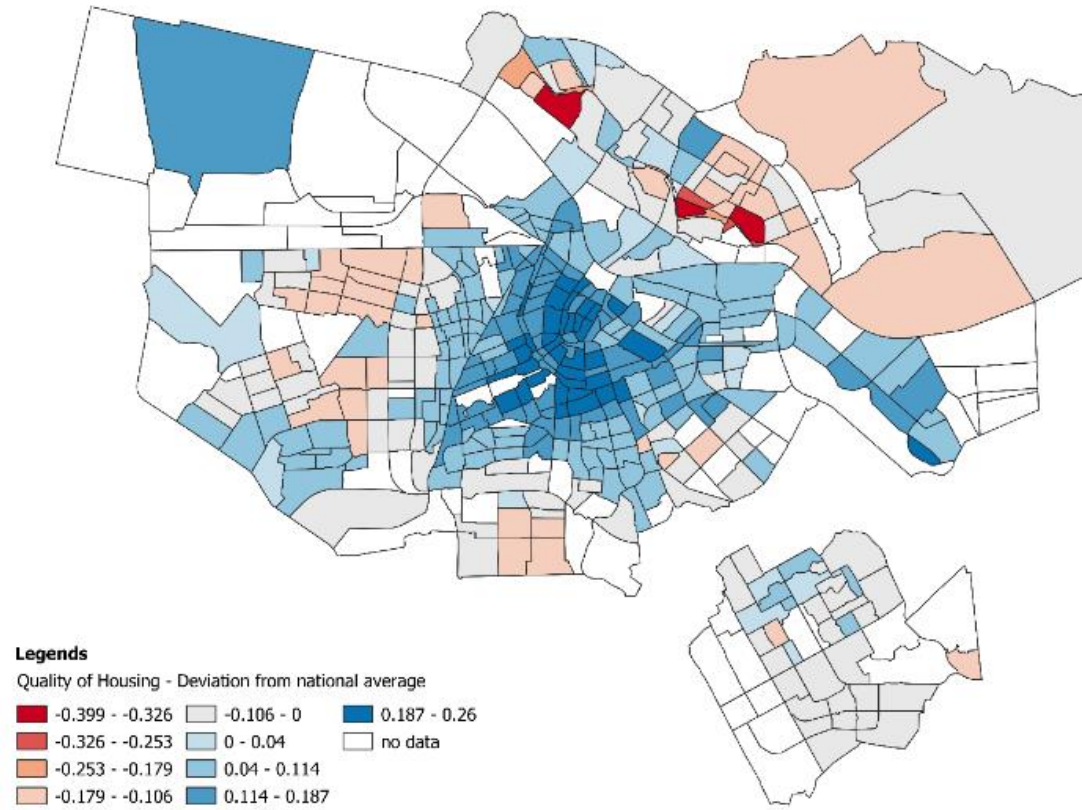 Legends
Quality of Housing - Deviation from national average
-0.399 - -0.326
-0.326 - -0.253
-0.253 - -0.179
-0.179 - -0.106
-0.106 - 0
0 - 0.04
0.04 - 0.114
0.114 - 0.187
0.187 - 0.26
no data